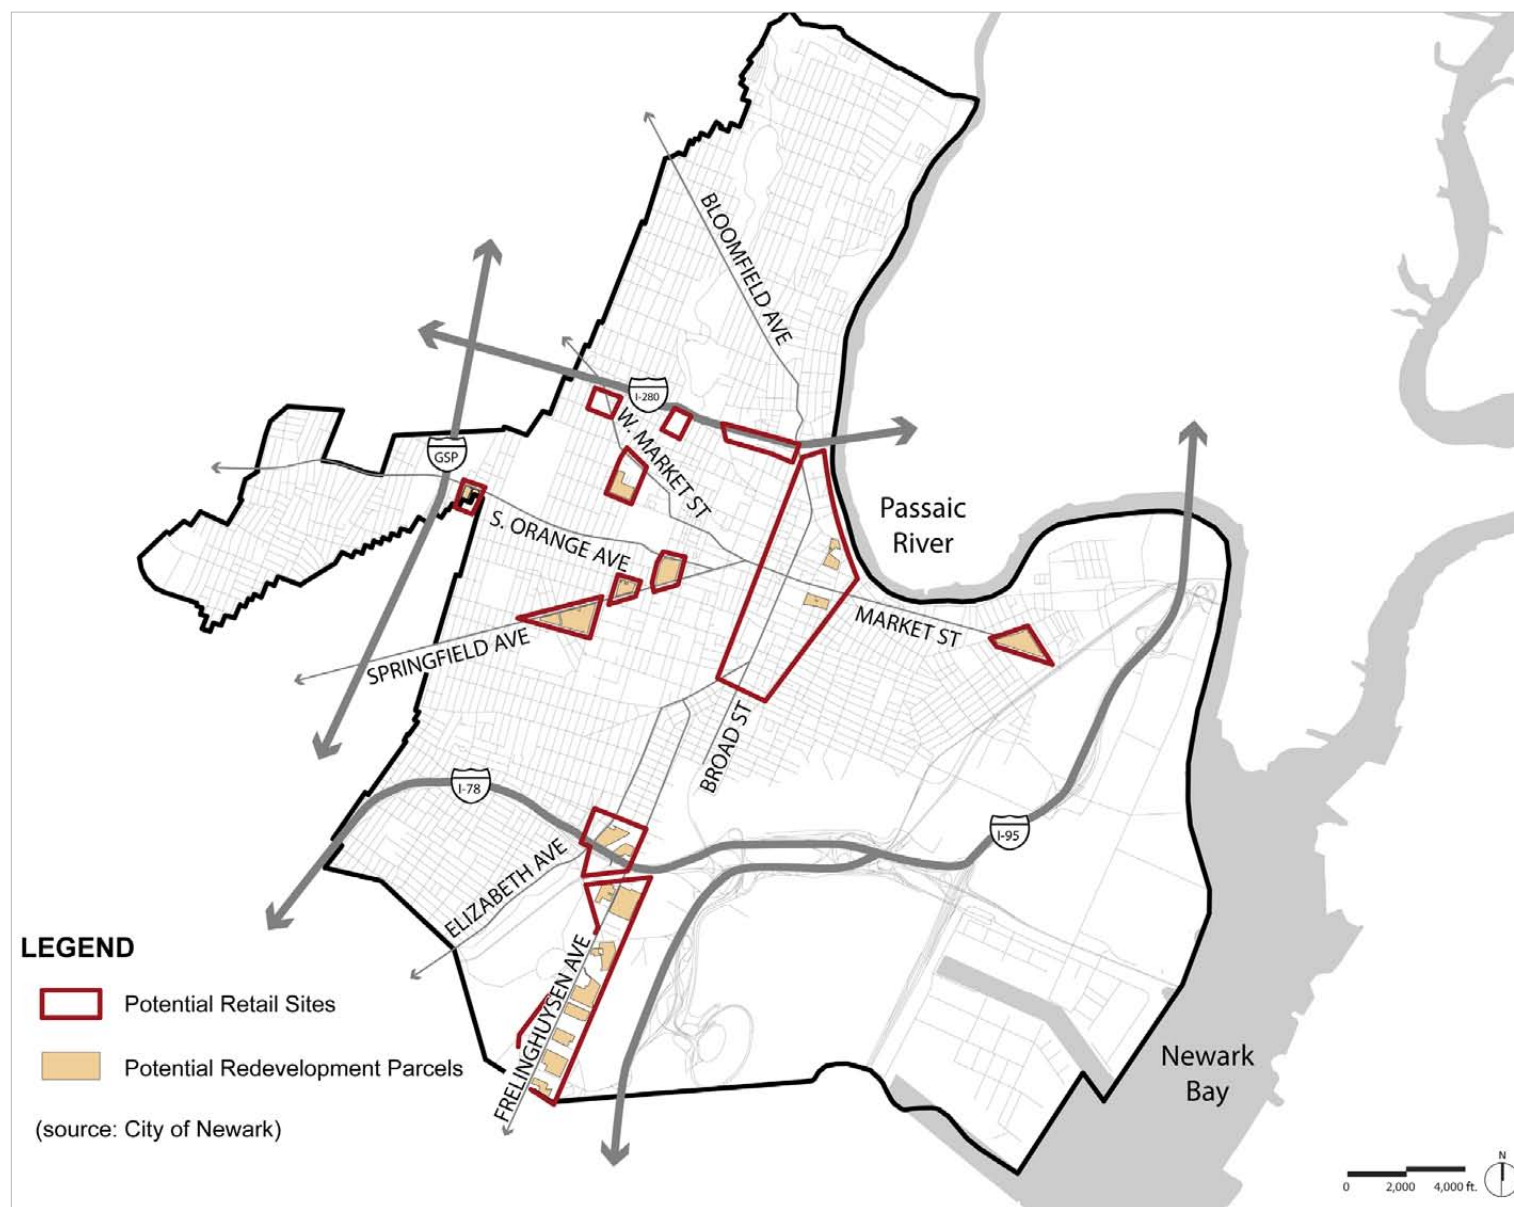 BLOOMFIELD AVE
I-280
W. MARKET ST
GSP
S. ORANGE AVE
Passaic
River
MARKET ST
SPRINGFIELD AVE
BROAD ST
I-78
I-95
ELIZABETH AVE
FRELINGHUYSEN AVE
LEGEND
Potential Retail Sites
Potential Redevelopment Parcels
(source: City of Newark)
Newark
Bay
N
0 2,000 4,000 ft.